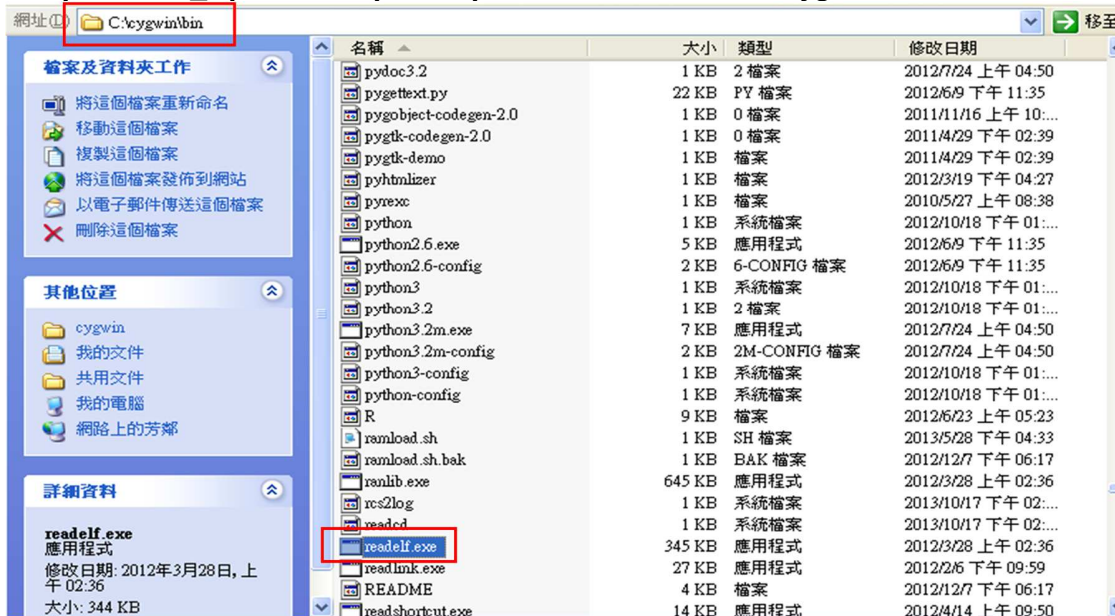 網址(D) C:\cygwin\bin 移至
檔案及資料夾工作
將這個檔案重新命名
移動這個檔案
複製這個檔案
將這個檔案發佈到網站
以電子郵件傳送這個檔案
刪除這個檔案
其他位置
cygwin
我的文件
共用文件
我的電腦
網路上的芳鄰
詳細資料
readelf.exe
應用程式
修改日期: 2012年3月28日, 上
午 02:36
大小: 344 KB
名稱 大小 類型 修改日期
pydoc3.2 1 KB 2 檔案 2012/7/24 上午 04:50
pygettext.py 22 KB PY 檔案 2012/6/9 下午 11:35
pygobject-codegen-2.0 1 KB 0 檔案 2011/11/16 上午 10:...
pygtk-codegen-2.0 1 KB 0 檔案 2011/4/29 下午 02:39
pygtk-demo 1 KB 檔案 2011/4/29 下午 02:39
pyhtmlizer 1 KB 檔案 2012/3/19 下午 04:27
pyrexc 1 KB 檔案 2010/5/27 上午 08:38
python 1 KB 系統檔案 2012/10/18 下午 01:...
python2.6.exe 5 KB 應用程式 2012/6/9 下午 11:35
python2.6-config 2 KB 6-CONFIG 檔案 2012/6/9 下午 11:35
python3 1 KB 系統檔案 2012/10/18 下午 01:...
python3.2 1 KB 2 檔案 2012/10/18 下午 01:...
python3.2m.exe 7 KB 應用程式 2012/7/24 上午 04:50
python3.2m-config 2 KB 2M-CONFIG 檔案 2012/7/24 上午 04:50
python3-config 1 KB 系統檔案 2012/10/18 下午 01:...
python-config 1 KB 系統檔案 2012/10/18 下午 01:...
R 9 KB 檔案 2012/6/23 上午 05:23
ramload.sh 1 KB SH 檔案 2013/5/28 下午 04:33
ramload.sh.bak 1 KB BAK 檔案 2012/12/7 下午 06:17
ranlib.exe 645 KB 應用程式 2012/3/28 上午 02:36
rcs2log 1 KB 系統檔案 2013/10/17 下午 02:...
readcd 1 KB 系統檔案 2013/10/17 下午 02:...
readelf.exe 345 KB 應用程式 2012/3/28 上午 02:36
readlink.exe 27 KB 應用程式 2012/2/6 下午 09:59
README 4 KB 檔案 2012/12/7 下午 06:17
readshortcut.exe 14 KB 應用程式 2012/4/14 上午 09:50